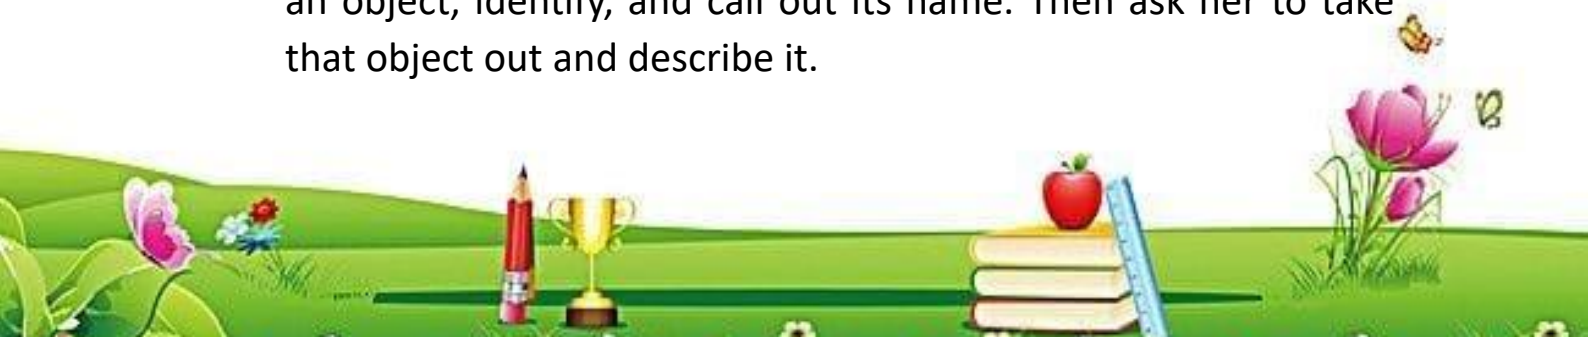 an object, identify, and call out its name. Then ask her to take
that object out and describe it.